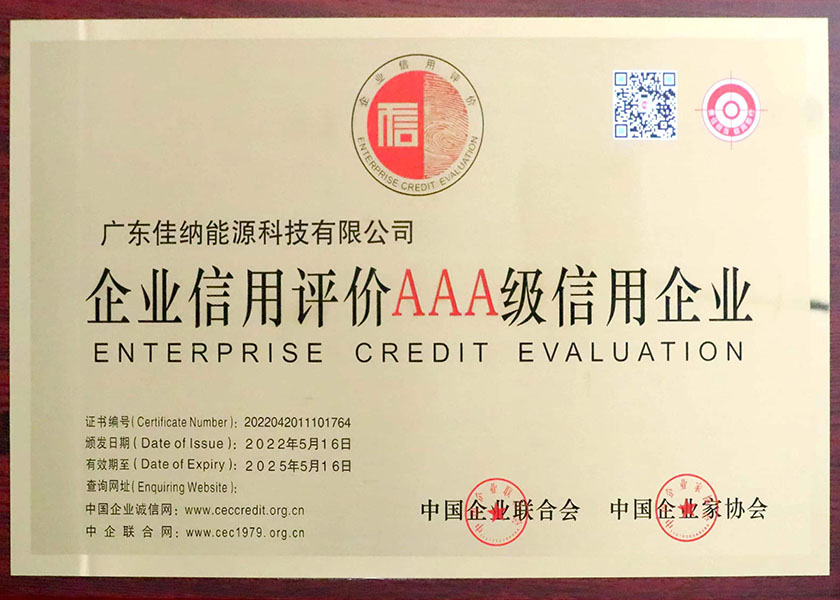 企业信用评价
信
ENTERPRISE CREDIT EVALUATION
广东佳纳能源科技有限公司
企业信用评价AAA级信用企业
ENTERPRISE CREDIT EVALUATION
证书编号(Certificate Number): 2022042011101764
颁发日期(Date of Issue): 2022年5月16日
有效期至(Date of Expiry): 2025年5月16日
查询网址(Enquiring Website):
中国企业诚信网: www.ceccredit.org.cn
中企联合网: www.cec1979.org.cn
中国企业联合会 中国企业家协会